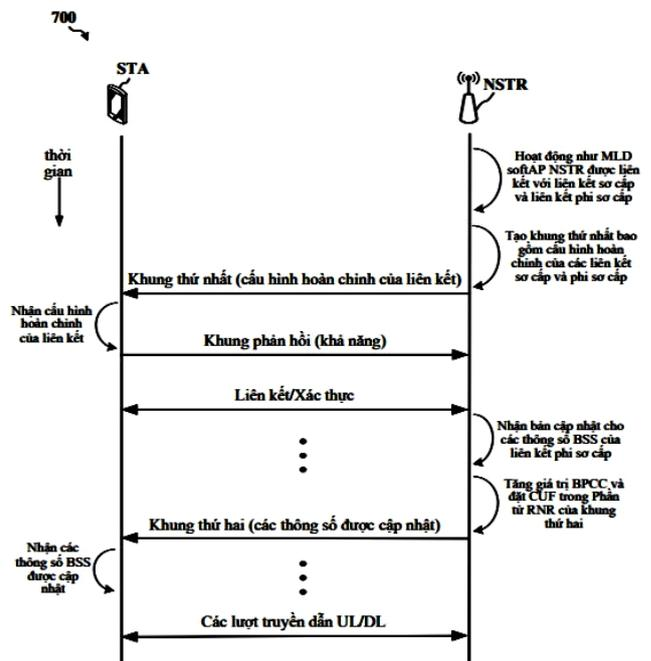 700
STA
NSTR
thời
gian
Hoạt động như MLD
softAP NSTR được liên
kết với liên kết sơ cấp
và liên kết phi sơ cấp
Tạo khung thứ nhất bao
gồm cấu hình hoàn
chỉnh của các liên kết
sơ cấp và phi sơ cấp
Khung thứ nhất (cấu hình hoàn chỉnh của liên kết)
Nhận cấu hình
hoàn chỉnh
của liên kết
Khung phản hồi (khả năng)
Liên kết/Xác thực
Nhận bản cập nhật cho
các thông số BSS của
liên kết phi sơ cấp
Tăng giá trị BPCC và
đặt CUF trong Phần
tử RNR của khung
thứ hai
Khung thứ hai (các thông số được cập nhật)
Nhận các
thông số BSS
được cập
nhật
Các lượt truyền dẫn UL/DL